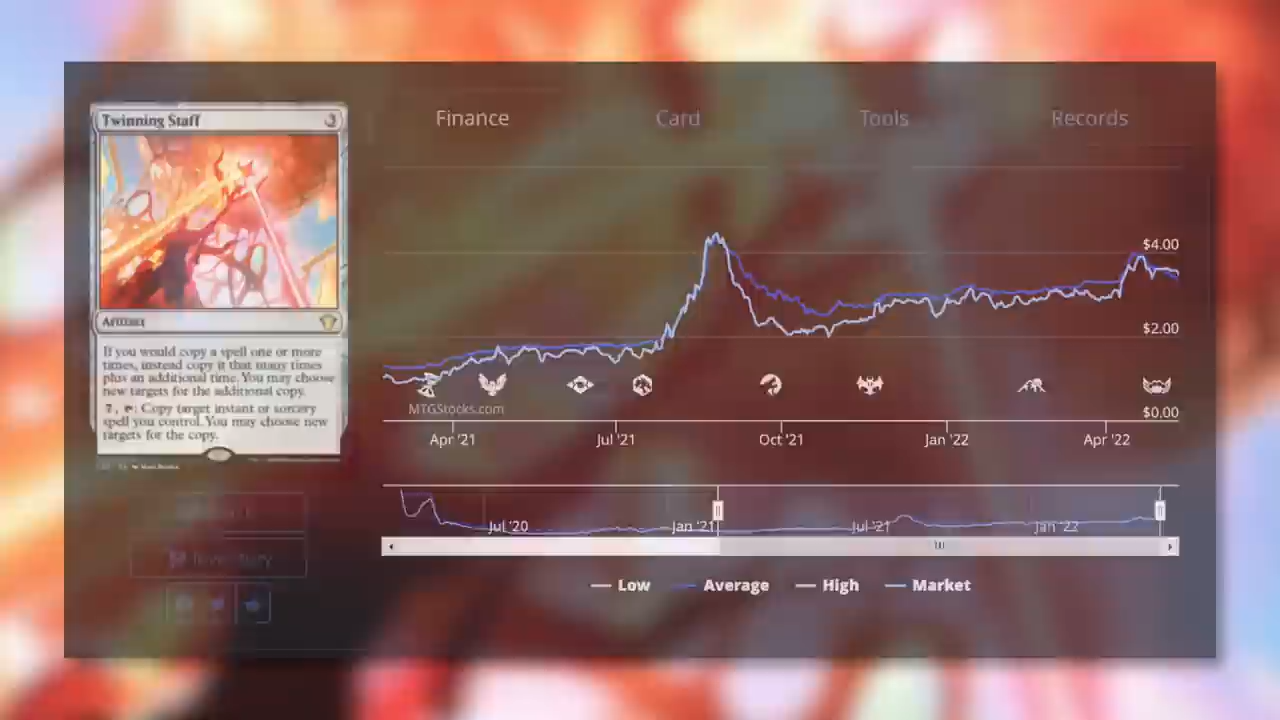 Twinning Staff 3
Finance Card Tools Records
$4.00
Artifact
$2.00
If you would copy a spell one or more
times, instead copy it that many times
plus an additional time. You may choose
new targets for the additional copy.
7, T: Copy target instant or sorcery
spell you control. You may choose new
targets for the copy.
MTGStocks.com
$0.00
Apr '21 Jul '21 Oct '21 Jan '22 Apr '22
Jul '20 Jan '21 Jul '21 Jan '22
Inventory
Low Average High Market